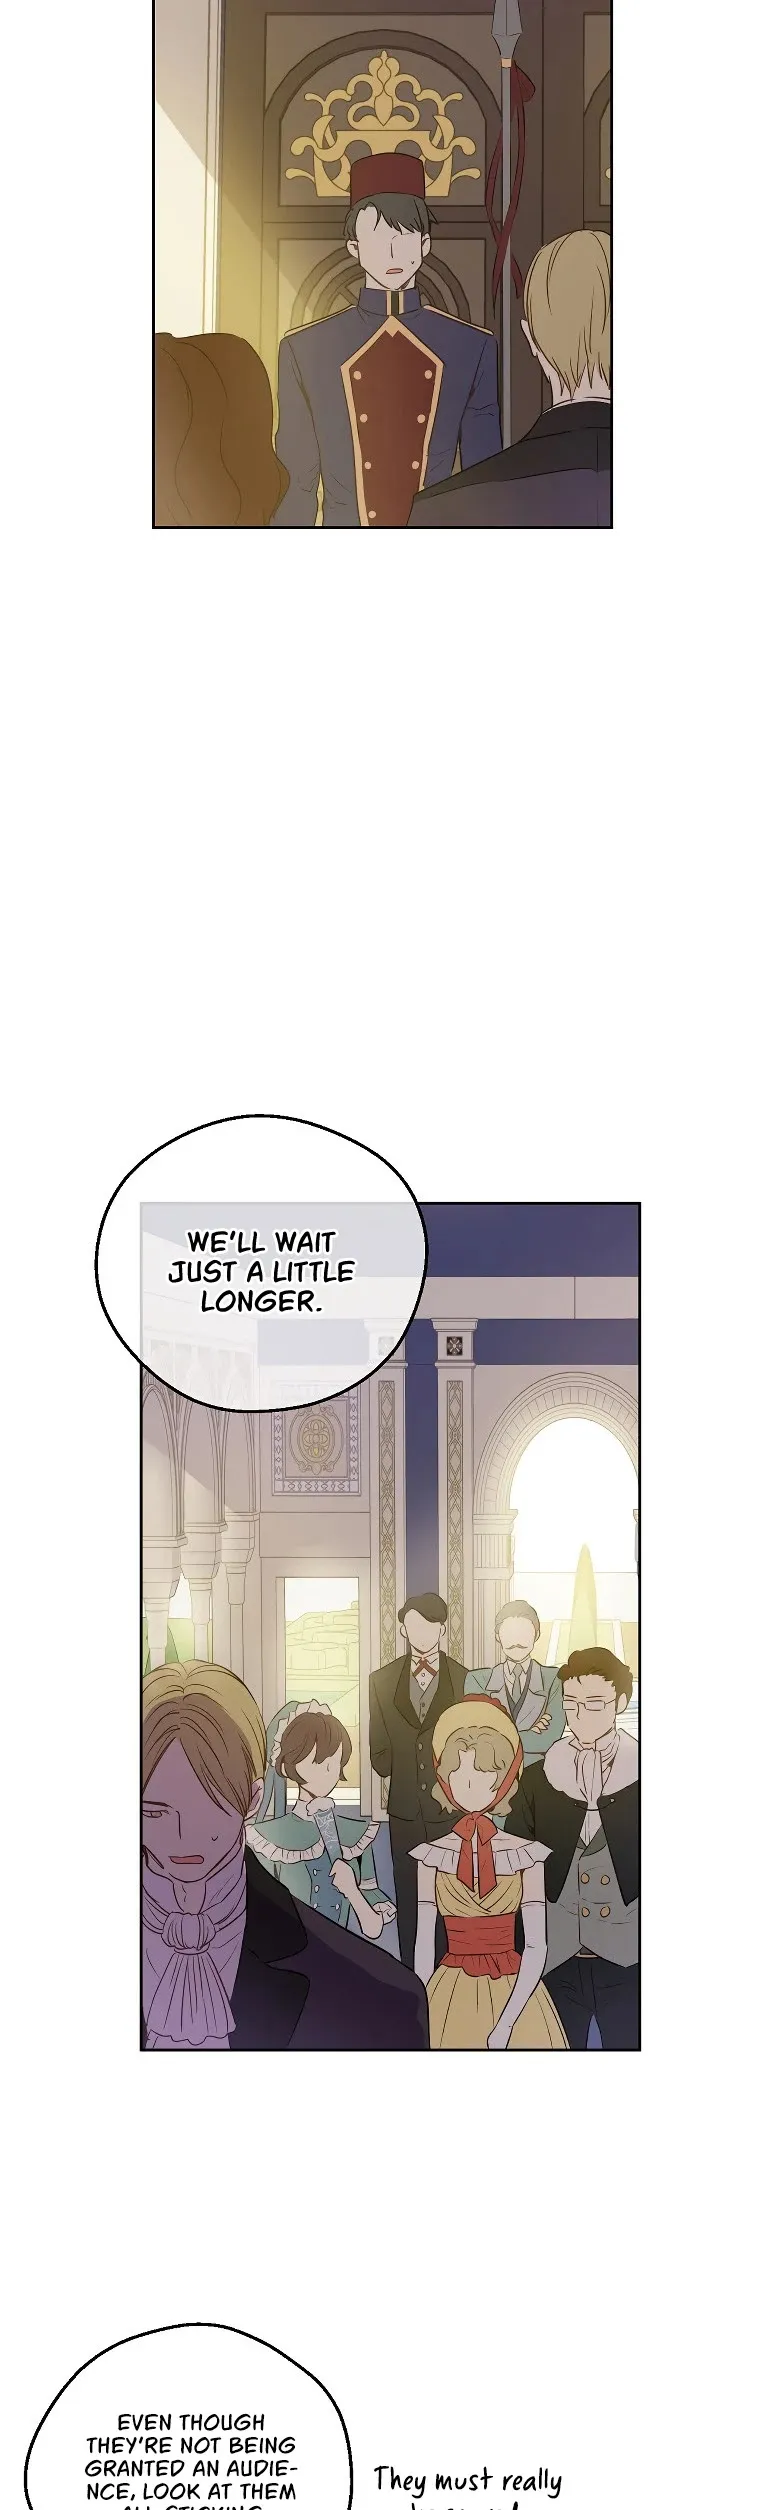 WE'LL WAIT
JUST A LITTLE
LONGER.
EVEN THOUGH
THEY'RE NOT BEING
GRANTED AN AUDIE-
NCE, LOOK AT THEM
They must really